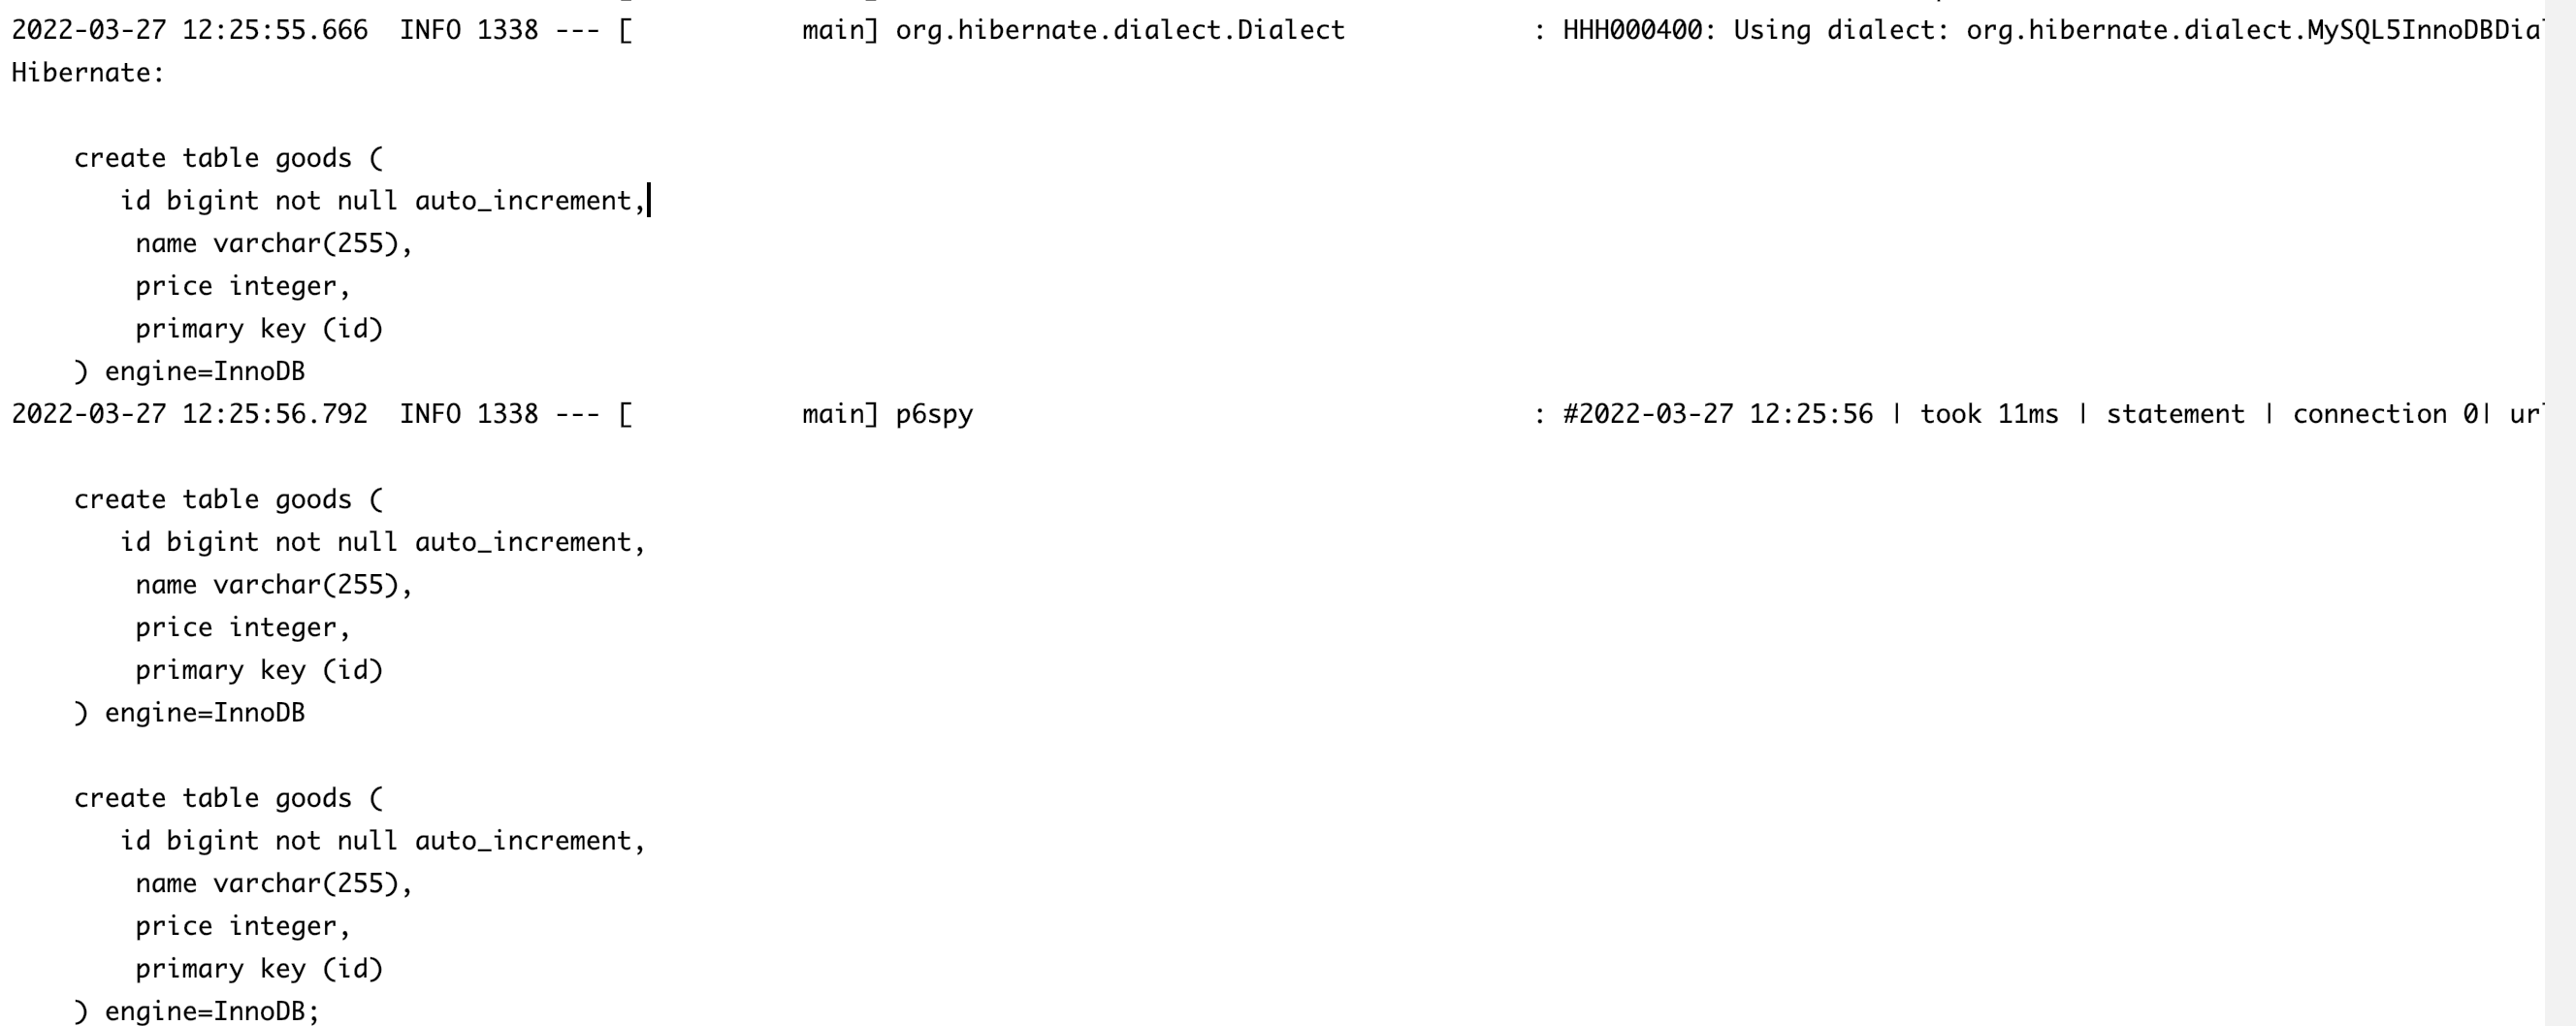 2022-03-27 12:25:55.666  INFO 1338 --- [           main] org.hibernate.dialect.Dialect            : HHH000400: Using dialect: org.hibernate.dialect.MySQL5InnoDBDia
Hibernate:
    create table goods (
       id bigint not null auto_increment,
        name varchar(255),
        price integer,
        primary key (id)
    ) engine=InnoDB
2022-03-27 12:25:56.792  INFO 1338 --- [           main] p6spy                                    : #2022-03-27 12:25:56 | took 11ms | statement | connection 0| url
    create table goods (
       id bigint not null auto_increment,
        name varchar(255),
        price integer,
        primary key (id)
    ) engine=InnoDB
    create table goods (
       id bigint not null auto_increment,
        name varchar(255),
        price integer,
        primary key (id)
    ) engine=InnoDB;